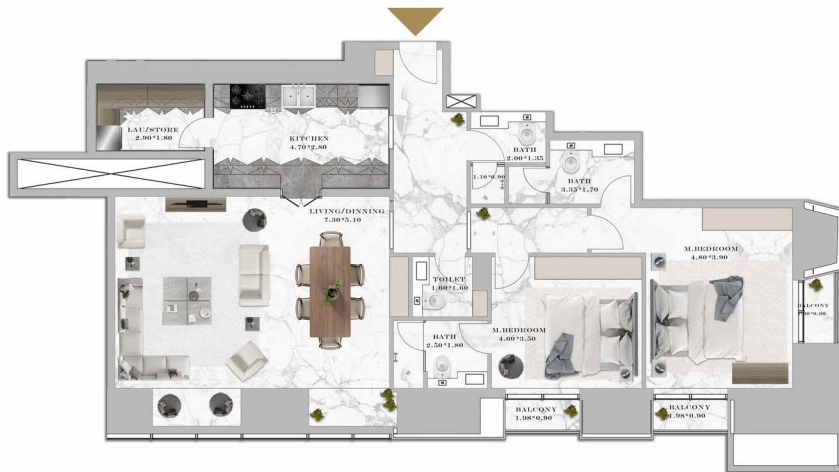 LAU/STORE
2.90*1.80
KITCHEN
4.70*2.80
BATH
2.00*1.35
1.10*0.90
BATH
3.35*1.70
LIVING/DINNING
7.30*5.10
M.BEDROOM
4.80*3.90
TOILET
1.60*1.60
BALCONY
M.BEDROOM
4.00*3.50
BATH
2.50*1.80
BALCONY
1.98*0.90
BALCONY
1.98*0.90